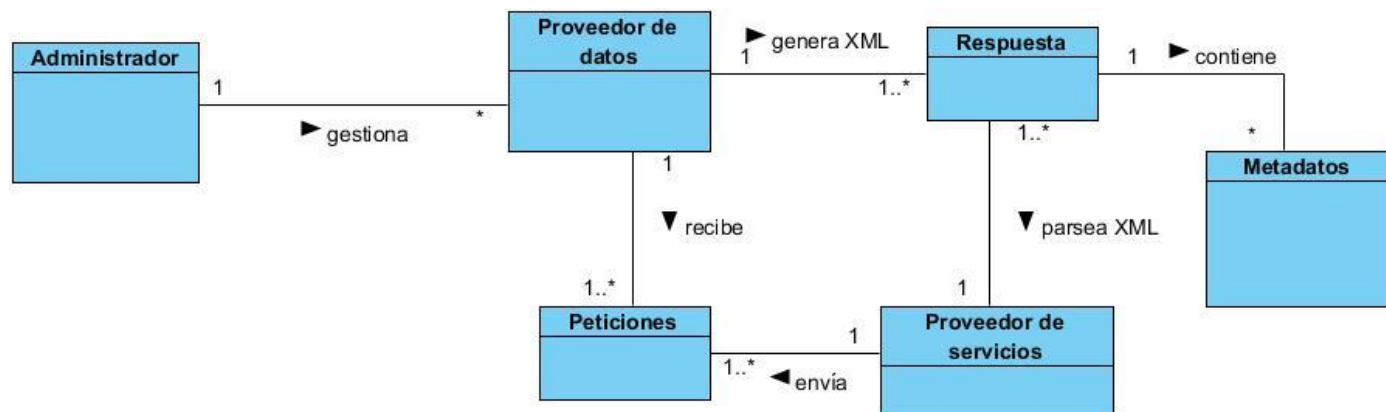 Administrador
1
*
gestiona
Proveedor de
datos
1
genera XML
1..*
Respuesta
1
contiene
*
Metadatos
1
recibe
1..*
Peticiones
1..*
parsea XML
1
Proveedor de
servicios
1
1..*
envía